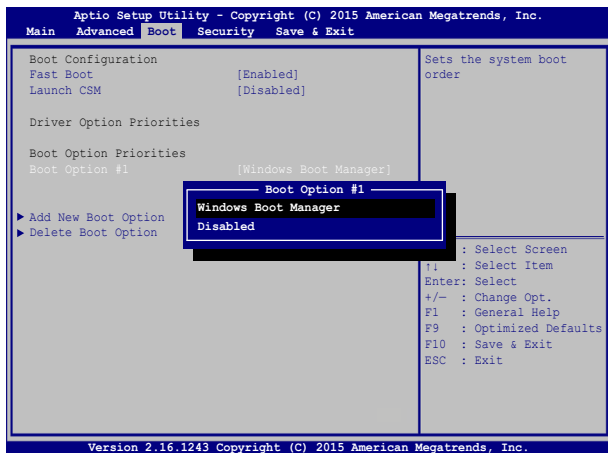 Aptio Setup Utility - Copyright (C) 2015 American Megatrends, Inc.
Main Advanced Boot Security Save & Exit
Boot Configuration
Fast Boot [Enabled]
Launch CSM [Disabled]
Driver Option Priorities
Boot Option Priorities
Boot Option #1 [Windows Boot Manager]
Add New Boot Option
Delete Boot Option
Boot Option #1
Windows Boot Manager
Disabled
Sets the system boot
order
: Select Screen
↑↓ : Select Item
Enter: Select
+/— : Change Opt.
F1 : General Help
F9 : Optimized Defaults
F10 : Save & Exit
ESC : Exit
Version 2.16.1243 Copyright (C) 2015 American Megatrends, Inc.